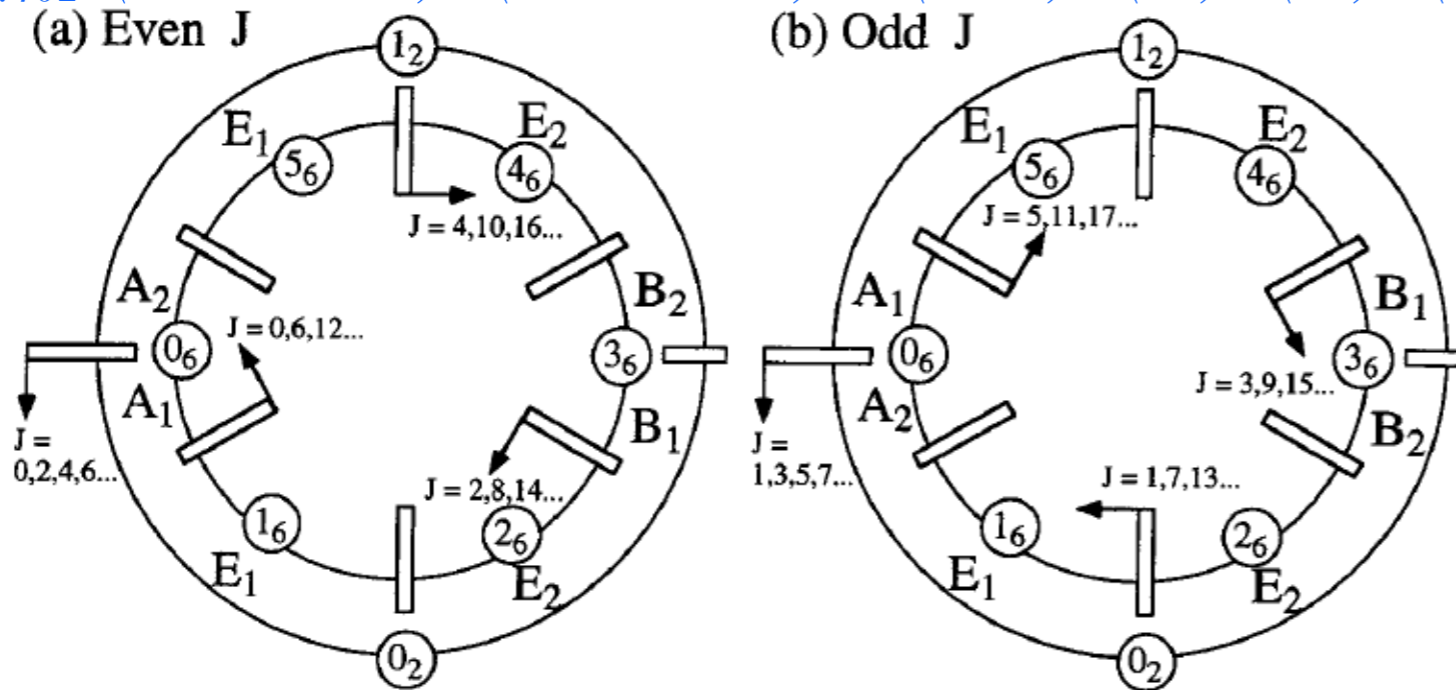 (a) Even J
1₂
E₁
E₂
5₆
4₆
J = 4,10,16...
A₂
B₂
J = 0,6,12...
0₆
3₆
A₁
B₁
J =
0,2,4,6...
J = 2,8,14...
1₆
2₆
E₁
E₂
0₂
(b) Odd J
1₂
E₁
E₂
5₆
4₆
J = 5,11,17...
A₁
B₁
0₆
3₆
J = 3,9,15...
A₂
B₂
J =
1,3,5,7...
J = 1,7,13...
1₆
2₆
E₁
E₂
0₂